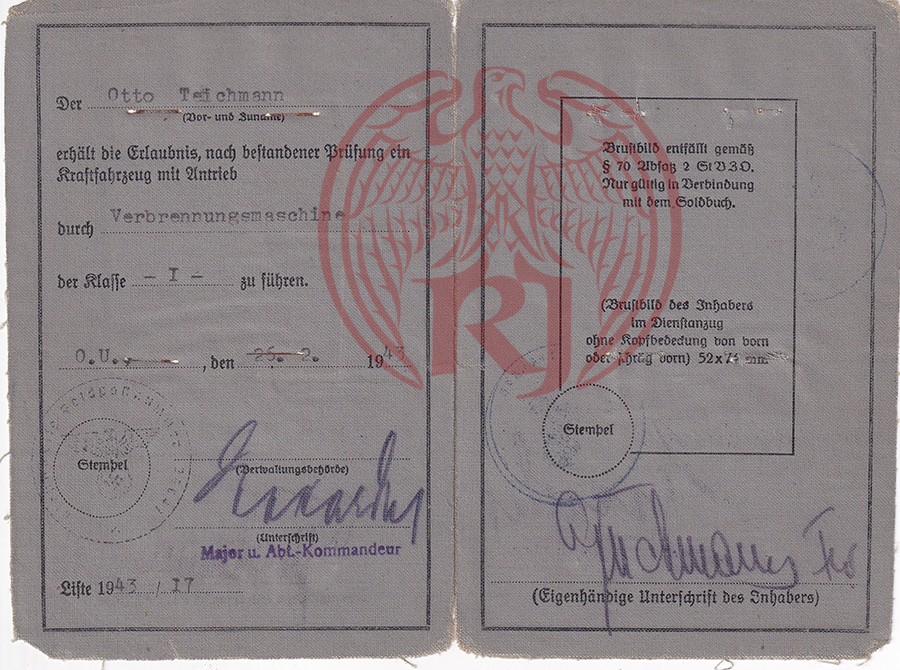 Der Otto Teichmann
(Vor- und Zuname)
erhält die Erlaubnis, nach bestandener Prüfung ein
Kraftfahrzeug mit Antrieb
durch Verbrennungsmaschine
der Klasse - I - zu führen.
O.U., den 26. 2. 1943
Stempel
(Verwaltungsbehörde)
(Unterschrift)
Major u. Abt.-Kommandeur
Liste 1943 / 17
Brustbild entfällt gemäß
§ 70 Absatz 2 StVZO.
Nur gültig in Verbindung
mit dem Soldbuch.
(Brustbild des Inhabers
im Dienstanzug
ohne Kopfbedeckung von vorn
oder schräg vorn) 52x74 mm
Stempel
Teichmann
(Eigenhändige Unterschrift des Inhabers)
RJ